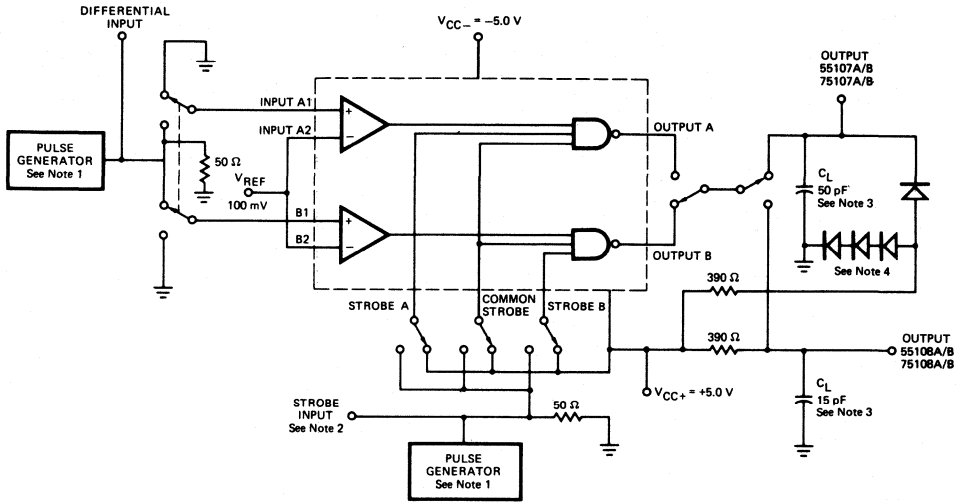 DIFFERENTIAL
INPUT
VCC– = –5.0 V
OUTPUT
55107A/B
75107A/B
INPUT A1
INPUT A2
+
–
OUTPUT A
PULSE
GENERATOR
See Note 1
50 Ω
VREF
100 mV
CL
50 pF
See Note 3
B1
B2
+
–
OUTPUT B
See Note 4
390 Ω
STROBE A
COMMON
STROBE
STROBE B
390 Ω
OUTPUT
55108A/B
75108A/B
VCC+ = +5.0 V
CL
15 pF
See Note 3
STROBE
INPUT
See Note 2
50 Ω
PULSE
GENERATOR
See Note 1